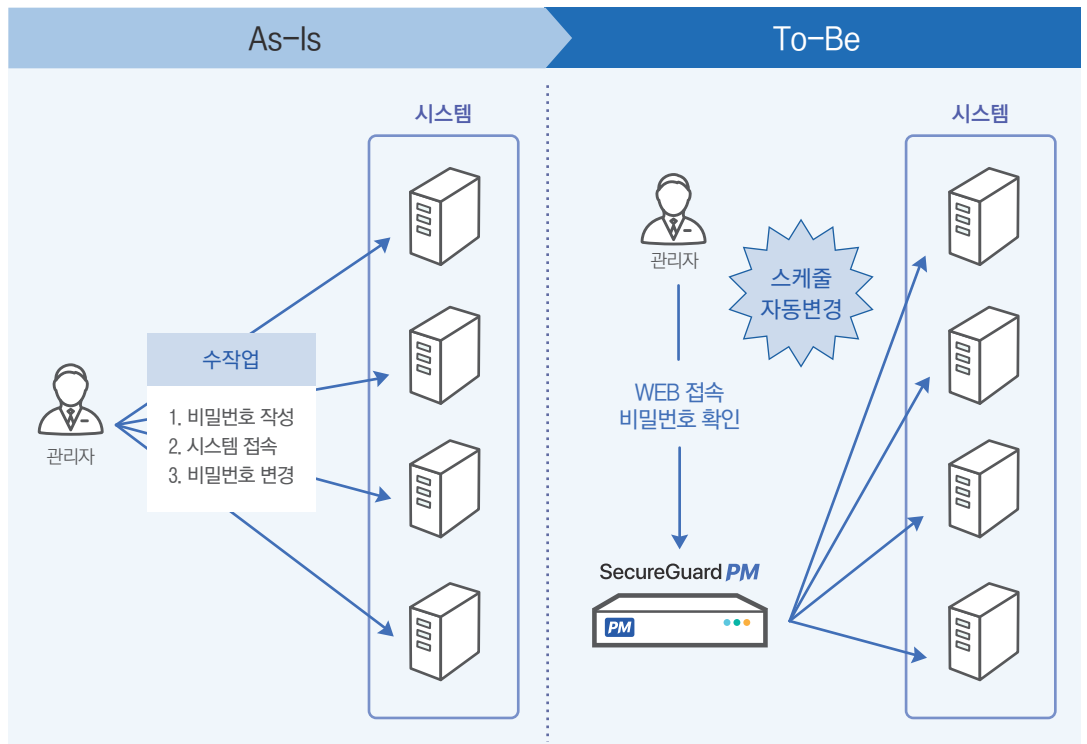 As-Is
To-Be
시스템
관리자
수작업
1. 비밀번호 작성
2. 시스템 접속
3. 비밀번호 변경
시스템
관리자
스케줄
자동변경
WEB 접속
비밀번호 확인
SecureGuard PM
PM